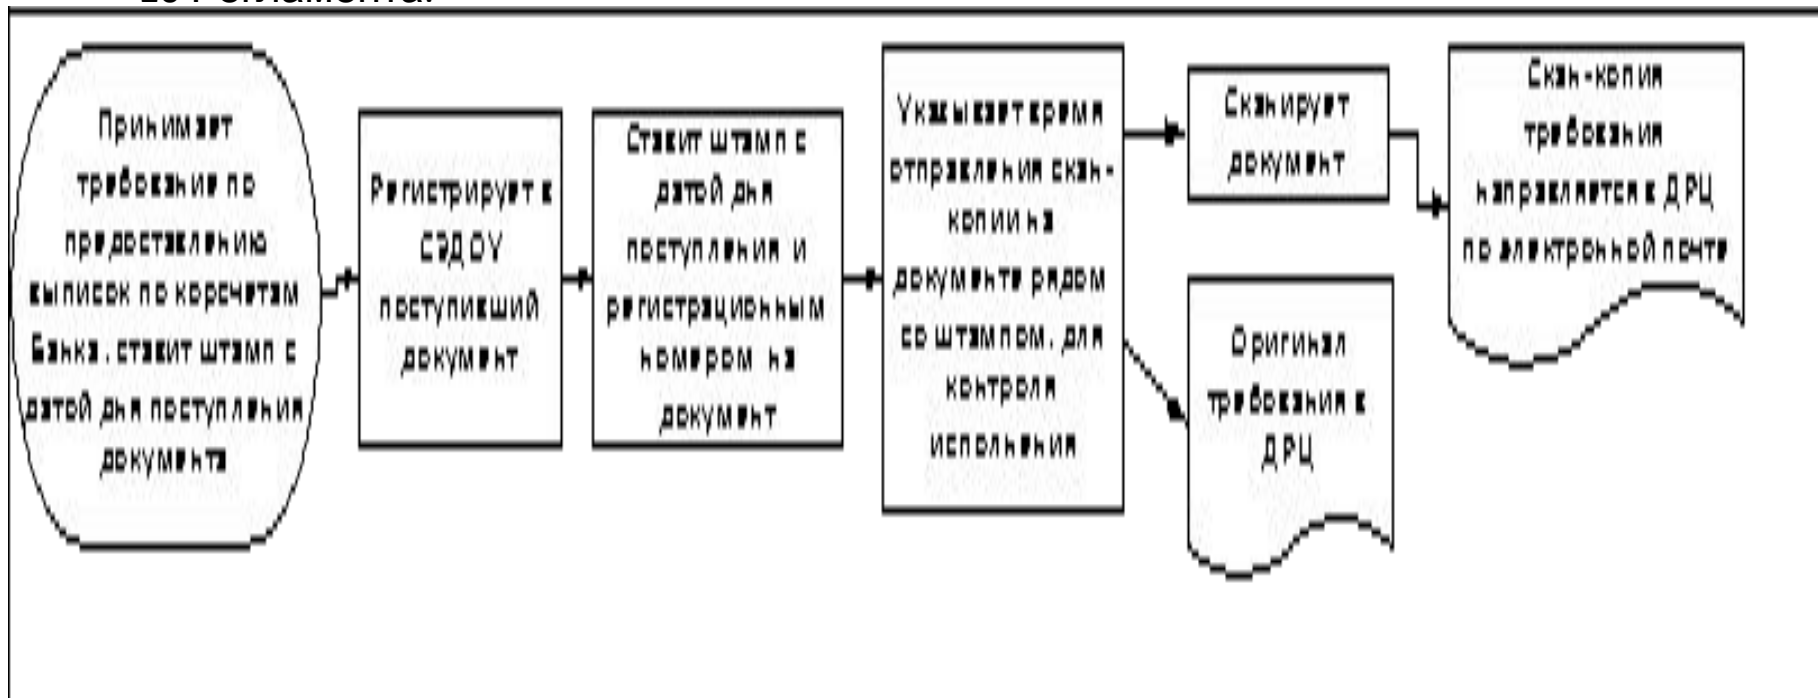 Регламента.
Принимает
требование по
предоставлению
выписок по корсчетам
Банка, ставит штамп с
датой дня поступления
документа
Регистрирует в
СЭДОУ
поступивший
документ
Ставит штамп с
датой дня
поступления и
регистрационным
номером на
документ
Указывает время
отправления скан-
копии на
документе рядом
со штампом, для
контроля
исполнения
Сканирует
документ
Скан-копия
требования
направляется в ДРЦ
по электронной почте
Оригинал
требования в
ДРЦ